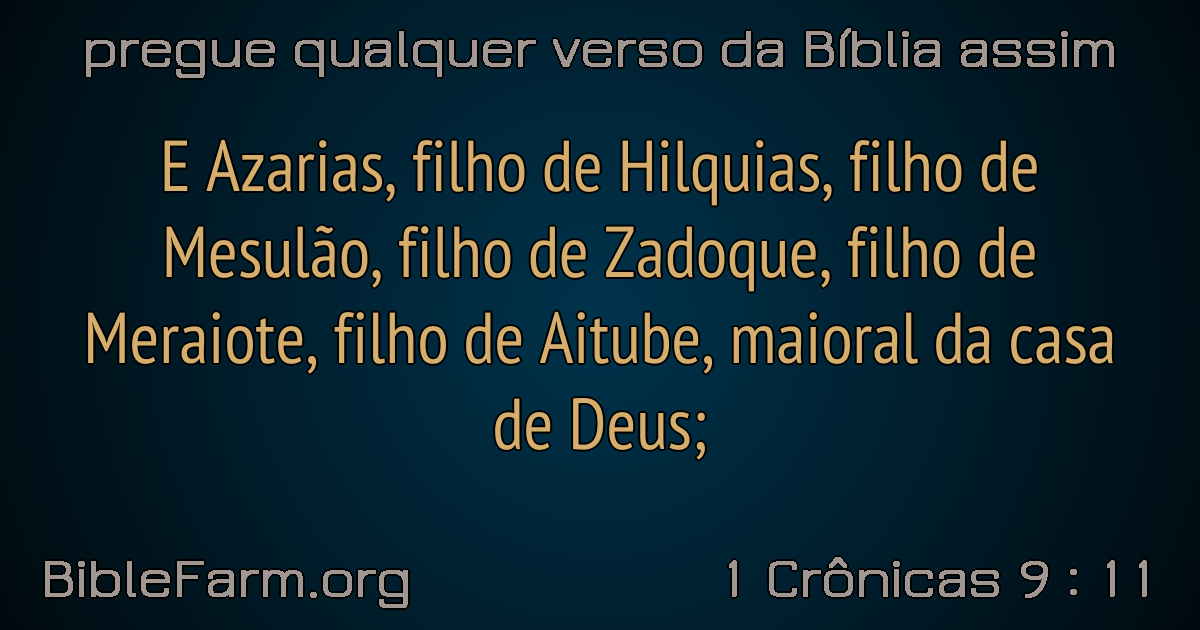 pregue qualquer verso da Bíblia assim
E Azarias, filho de Hilquias, filho de
Mesulão, filho de Zadoque, filho de
Meraiote, filho de Aitube, maioral da casa
de Deus;
BibleFarm.org
1 Crônicas 9 : 11